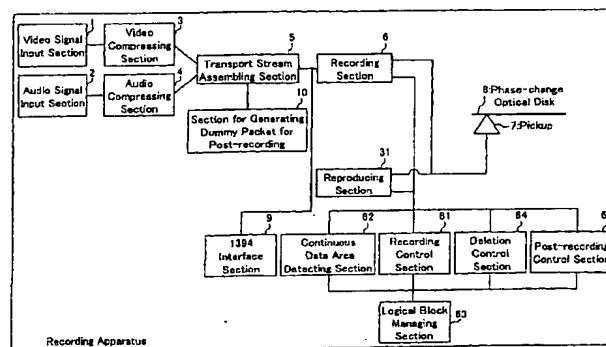 1
Video Signal
Input Section
3
Video
Compressing
Section
2
Audio Signal
Input Section
4
Audio
Compressing
Section
5
Transport Stream
Assembling Section
6
Recording
Section
10
Section for Generating
Dummy Packet for
Post-recording
8:Phase-change
Optical Disk
7:Pickup
31
Reproducing
Section
9
1394
Interface
Section
62
Continuous
Data Area
Detecting Section
61
Recording
Control
Section
64
Deletion
Control
Section
Post-recording
Control Section
Logical Block
Managing
Section
63
Recording Apparatus